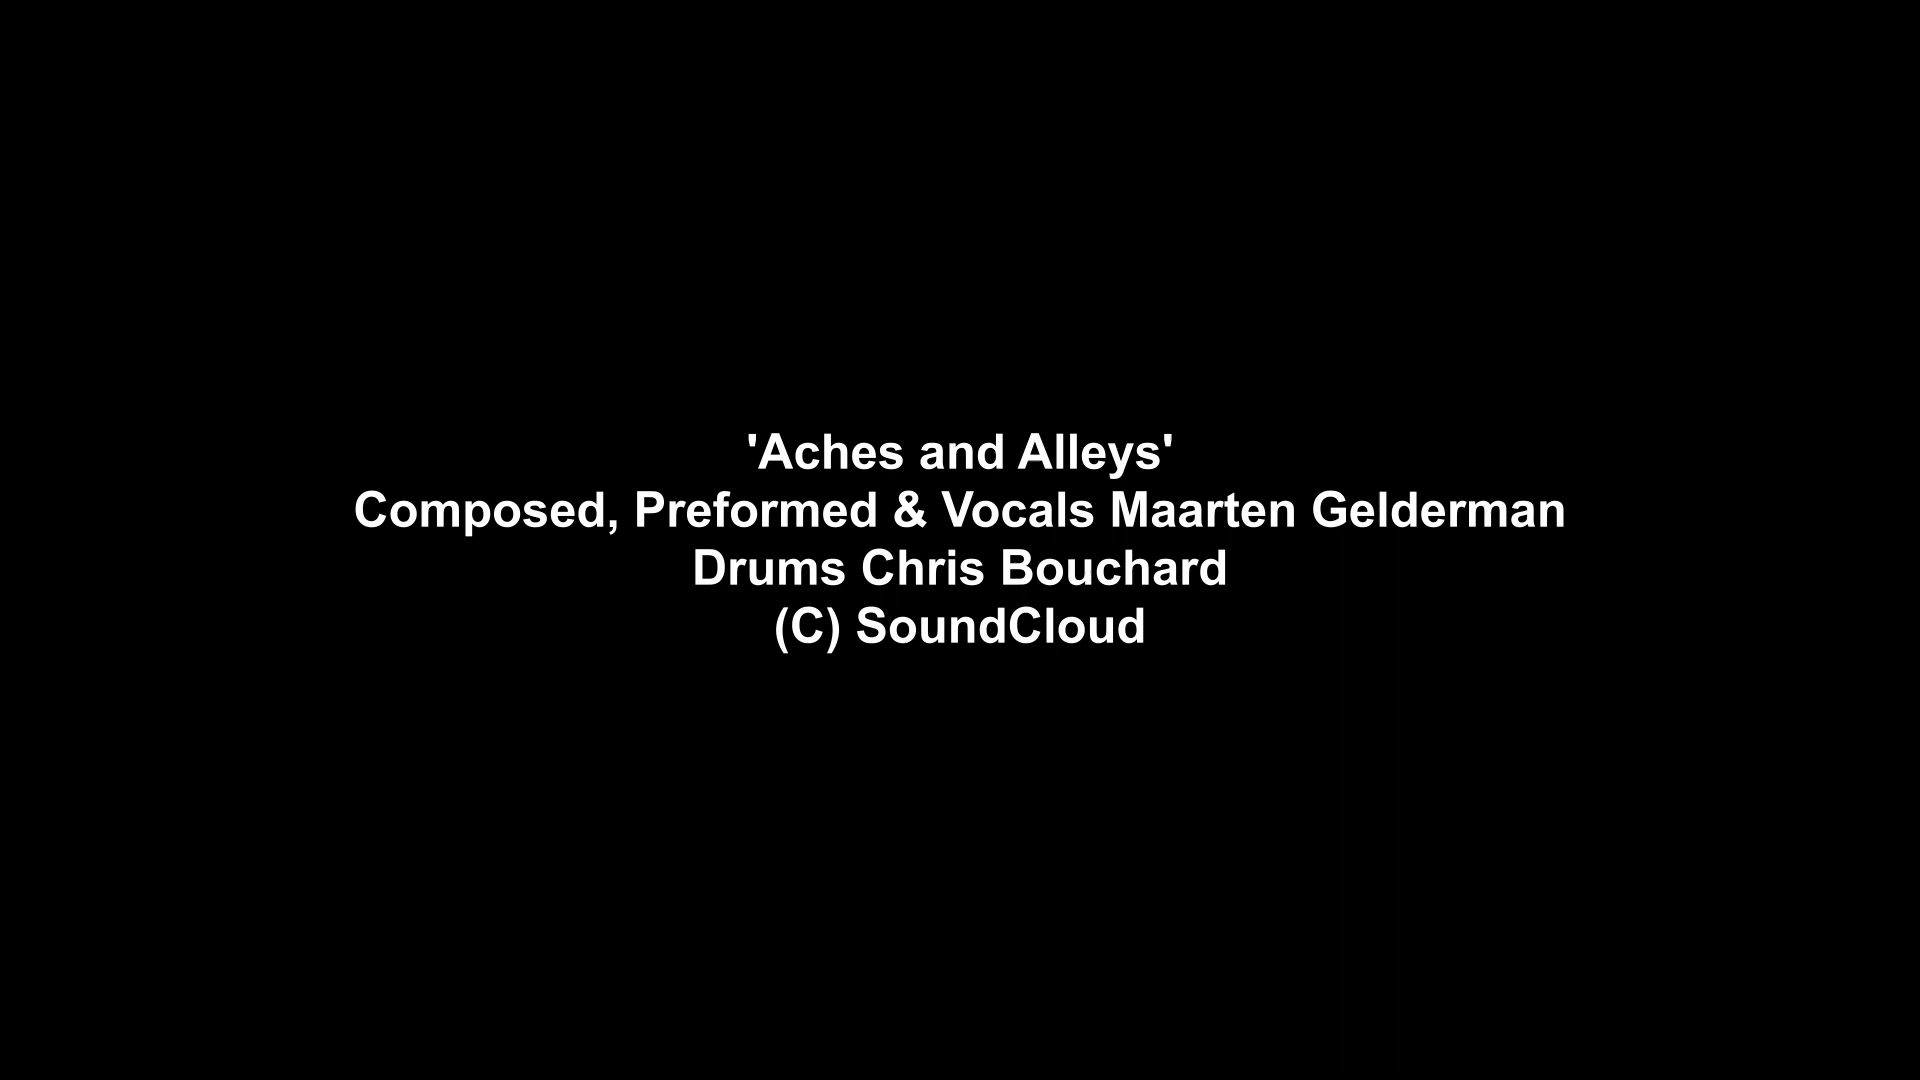 'Aches and Alleys'
Composed, Preformed & Vocals Maarten Gelderman
Drums Chris Bouchard
(C) SoundCloud